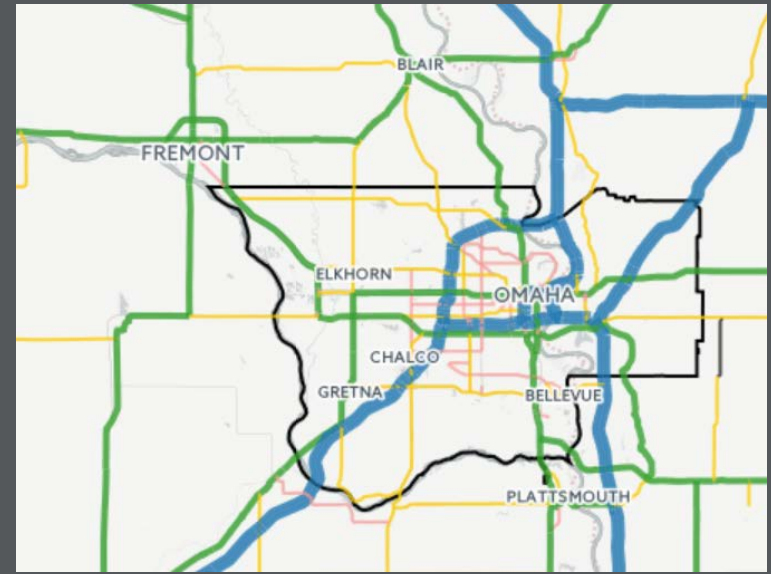 BLAIR
FREMONT
ELKHORN
OMAHA
CHALCO
GRETNA
BELLEVUE
PLATTSMOUTH